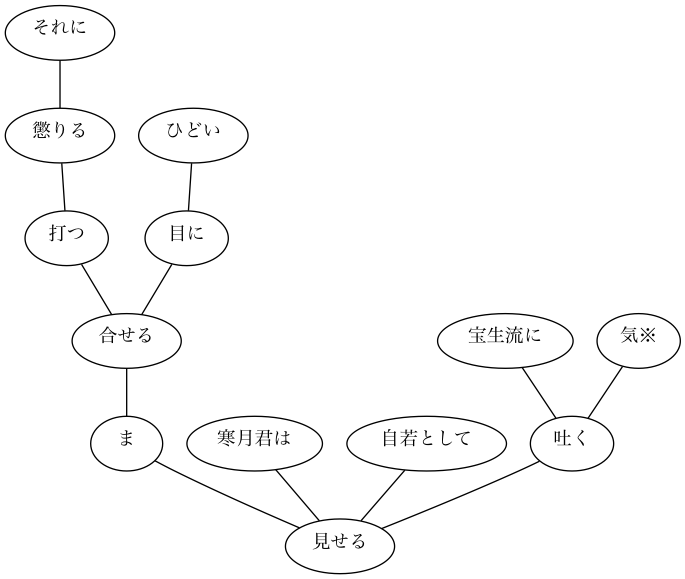 それに
懲りる
ひどい
打つ
目に
合せる
宝生流に
気※
ま
寒月君は
自若として
吐く
見せる